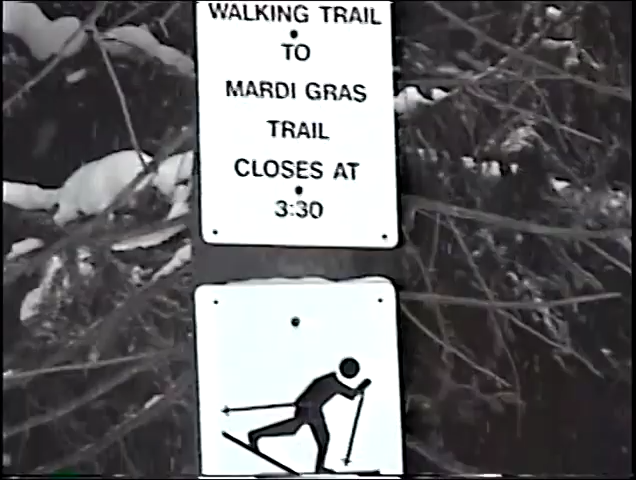 WALKING TRAIL
TO
MARDI GRAS
TRAIL
CLOSES AT
3:30